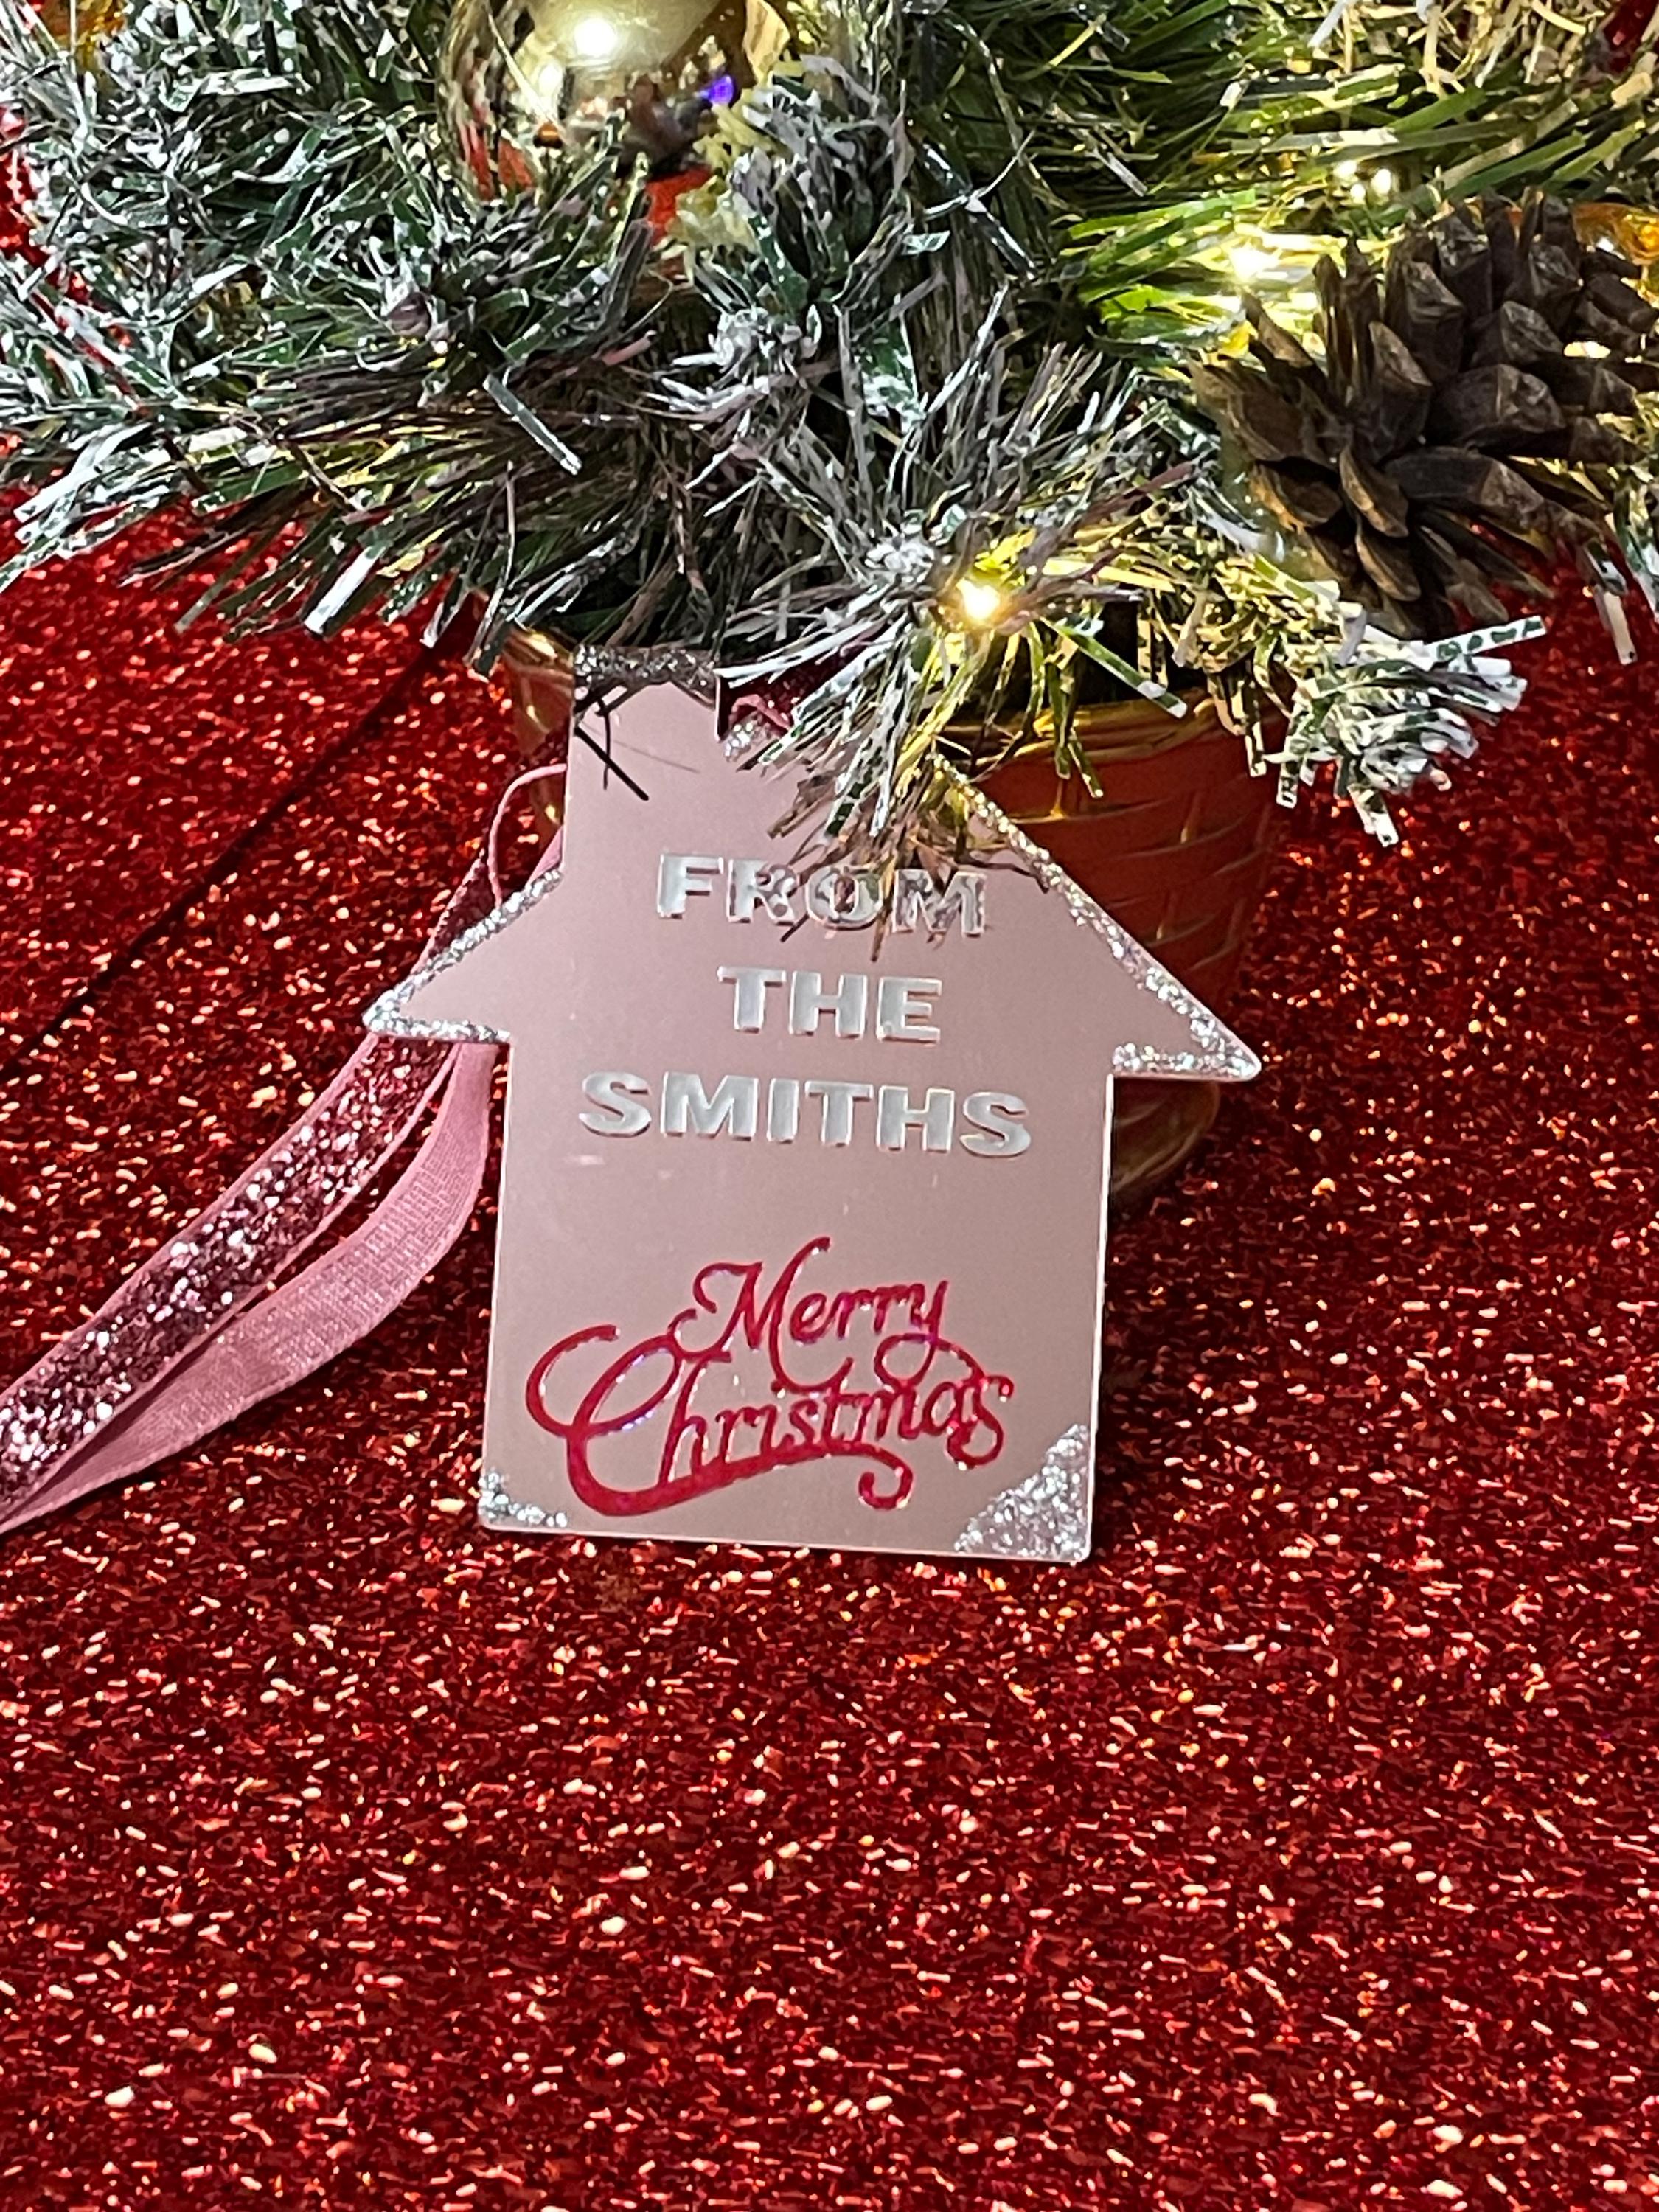 FROM
THE
SMITHS
Merry
Christmas